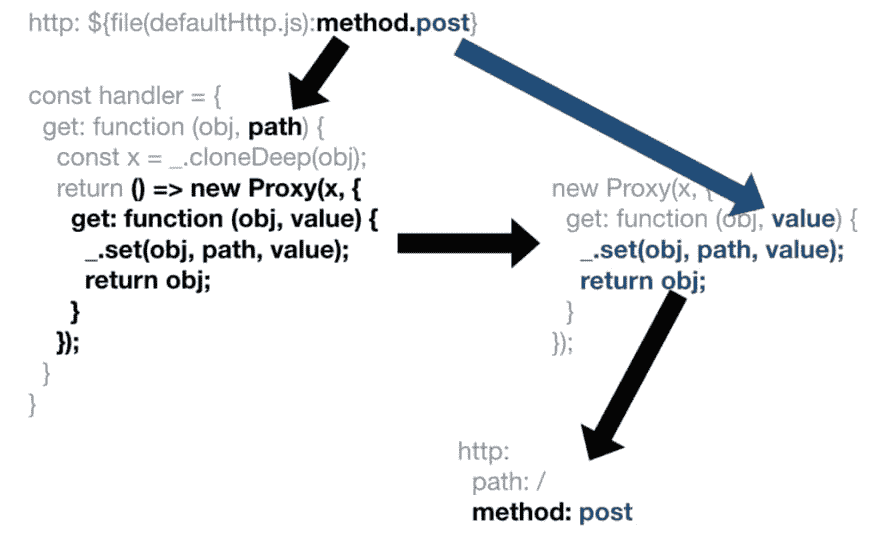 http: ${file(defaultHttp.js):method.post}
const handler = {
get: function (obj, path) {
const x = _.cloneDeep(obj);
return () => new Proxy(x, {
get: function (obj, value) {
_.set(obj, path, value);
return obj;
}
});
}
}
new Proxy(x, {
get: function (obj, value) {
_.set(obj, path, value);
return obj;
}
});
http:
path: /
method: post